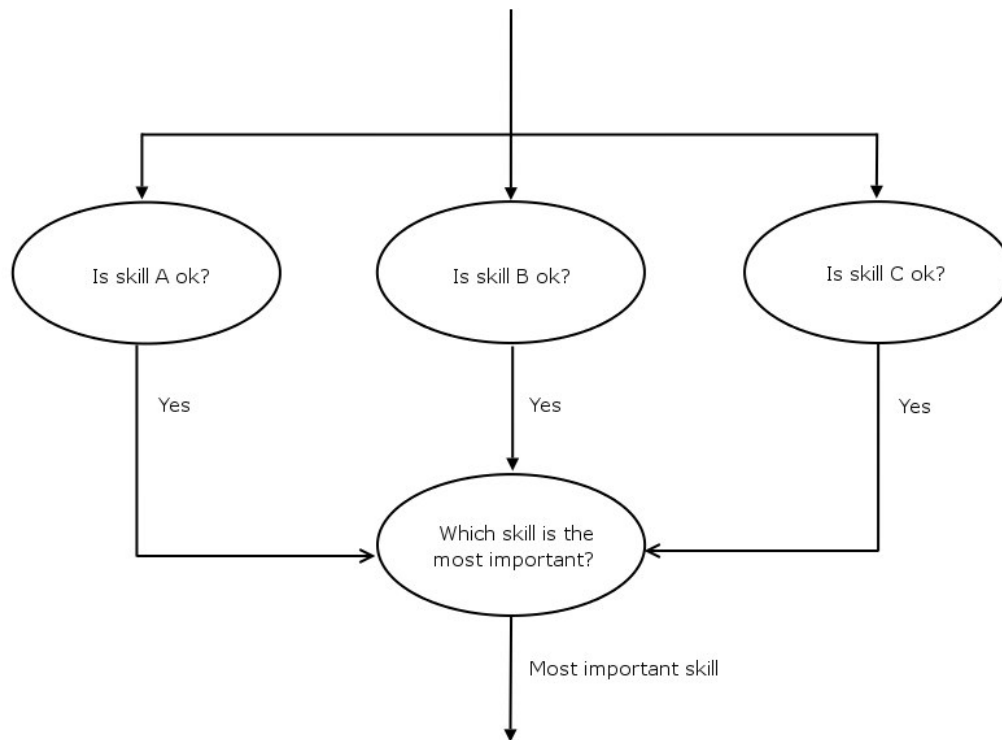 Is skill A ok?
Is skill B ok?
Is skill C ok?
Yes
Yes
Yes
Which skill is the
most important?
Most important skill